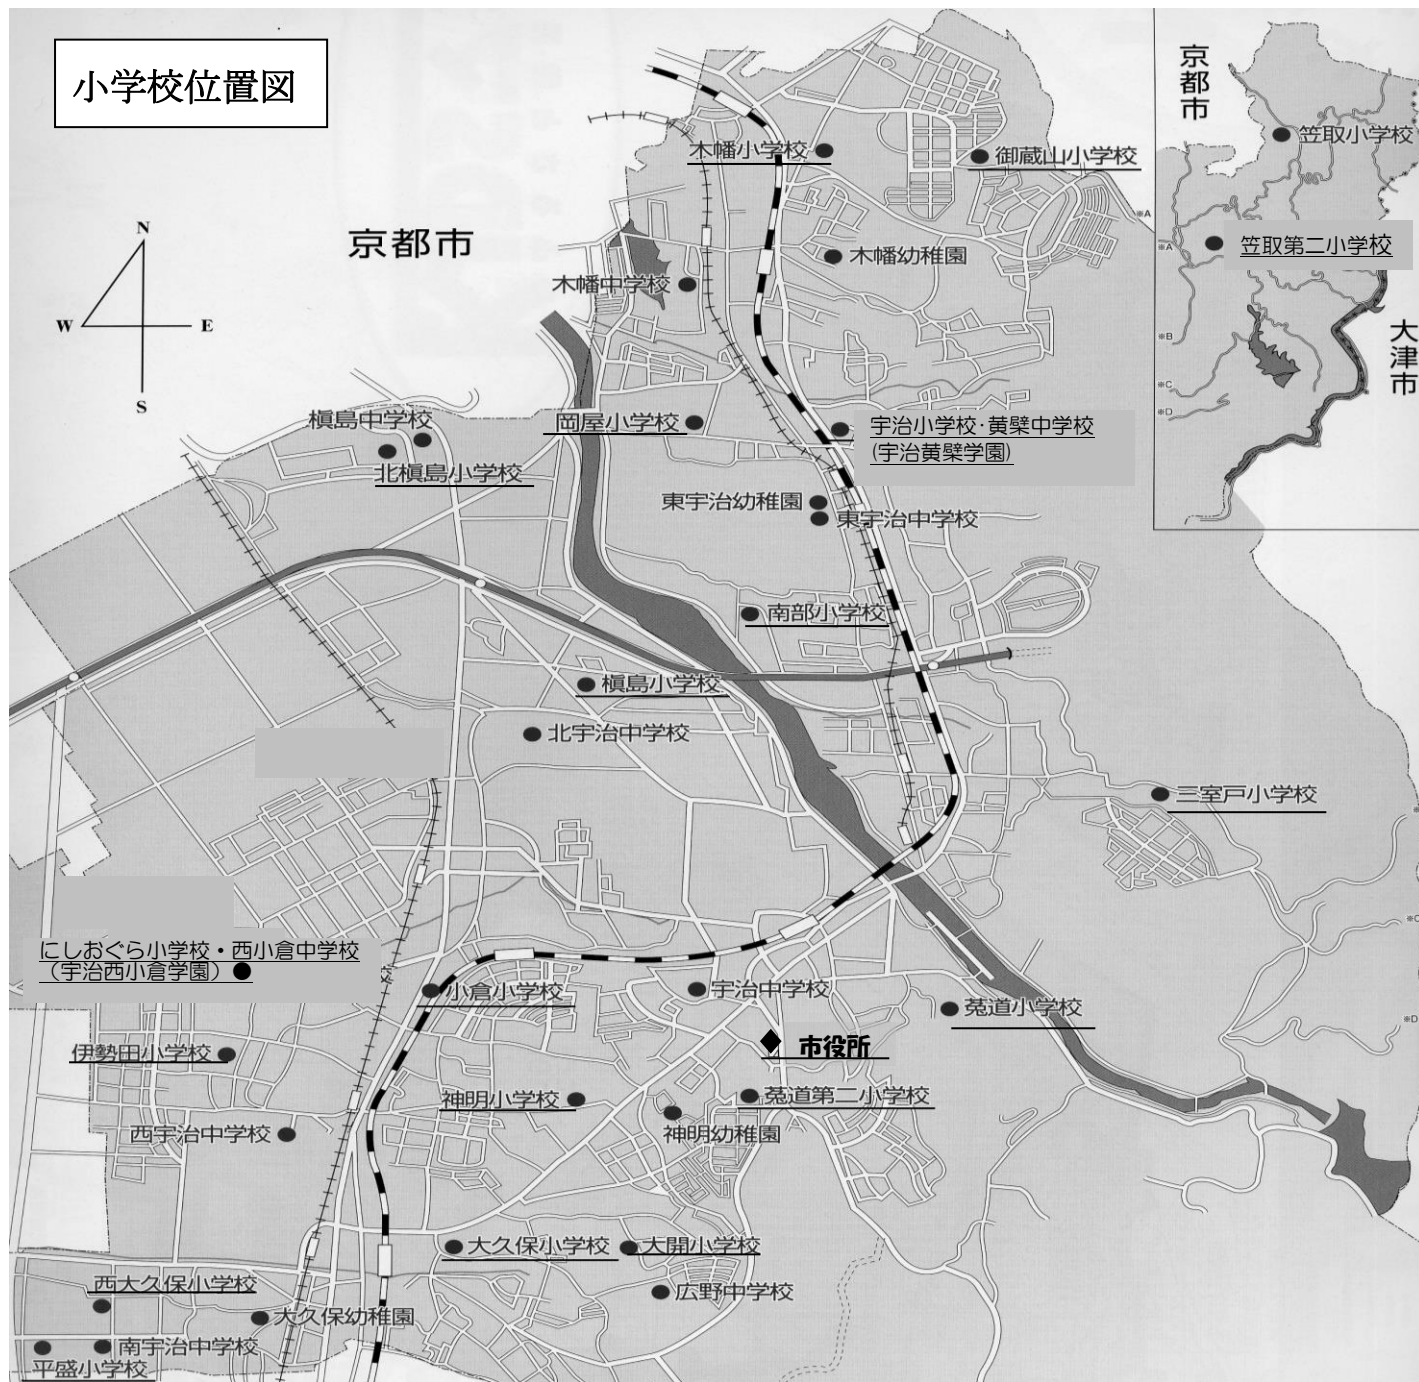 小学校位置図
京都市
笠取小学校
木幡小学校
御蔵山小学校
※A
N
京都市
笠取第二小学校
※A
木幡幼稚園
木幡中学校
W
E
※B
大津市
S
※C
※D
槇島中学校
岡屋小学校
宇治小学校・黄檗中学校
(宇治黄檗学園)
北槇島小学校
東宇治幼稚園
東宇治中学校
南部小学校
槇島小学校
北宇治中学校
三室戸小学校
にしおぐら小学校・西小倉中学校
（宇治西小倉学園）
小倉小学校
宇治中学校
菟道小学校
※D
市役所
伊勢田小学校
神明小学校
菟道第二小学校
西宇治中学校
神明幼稚園
大久保小学校
大開小学校
西大久保小学校
広野中学校
大久保幼稚園
南宇治中学校
平盛小学校